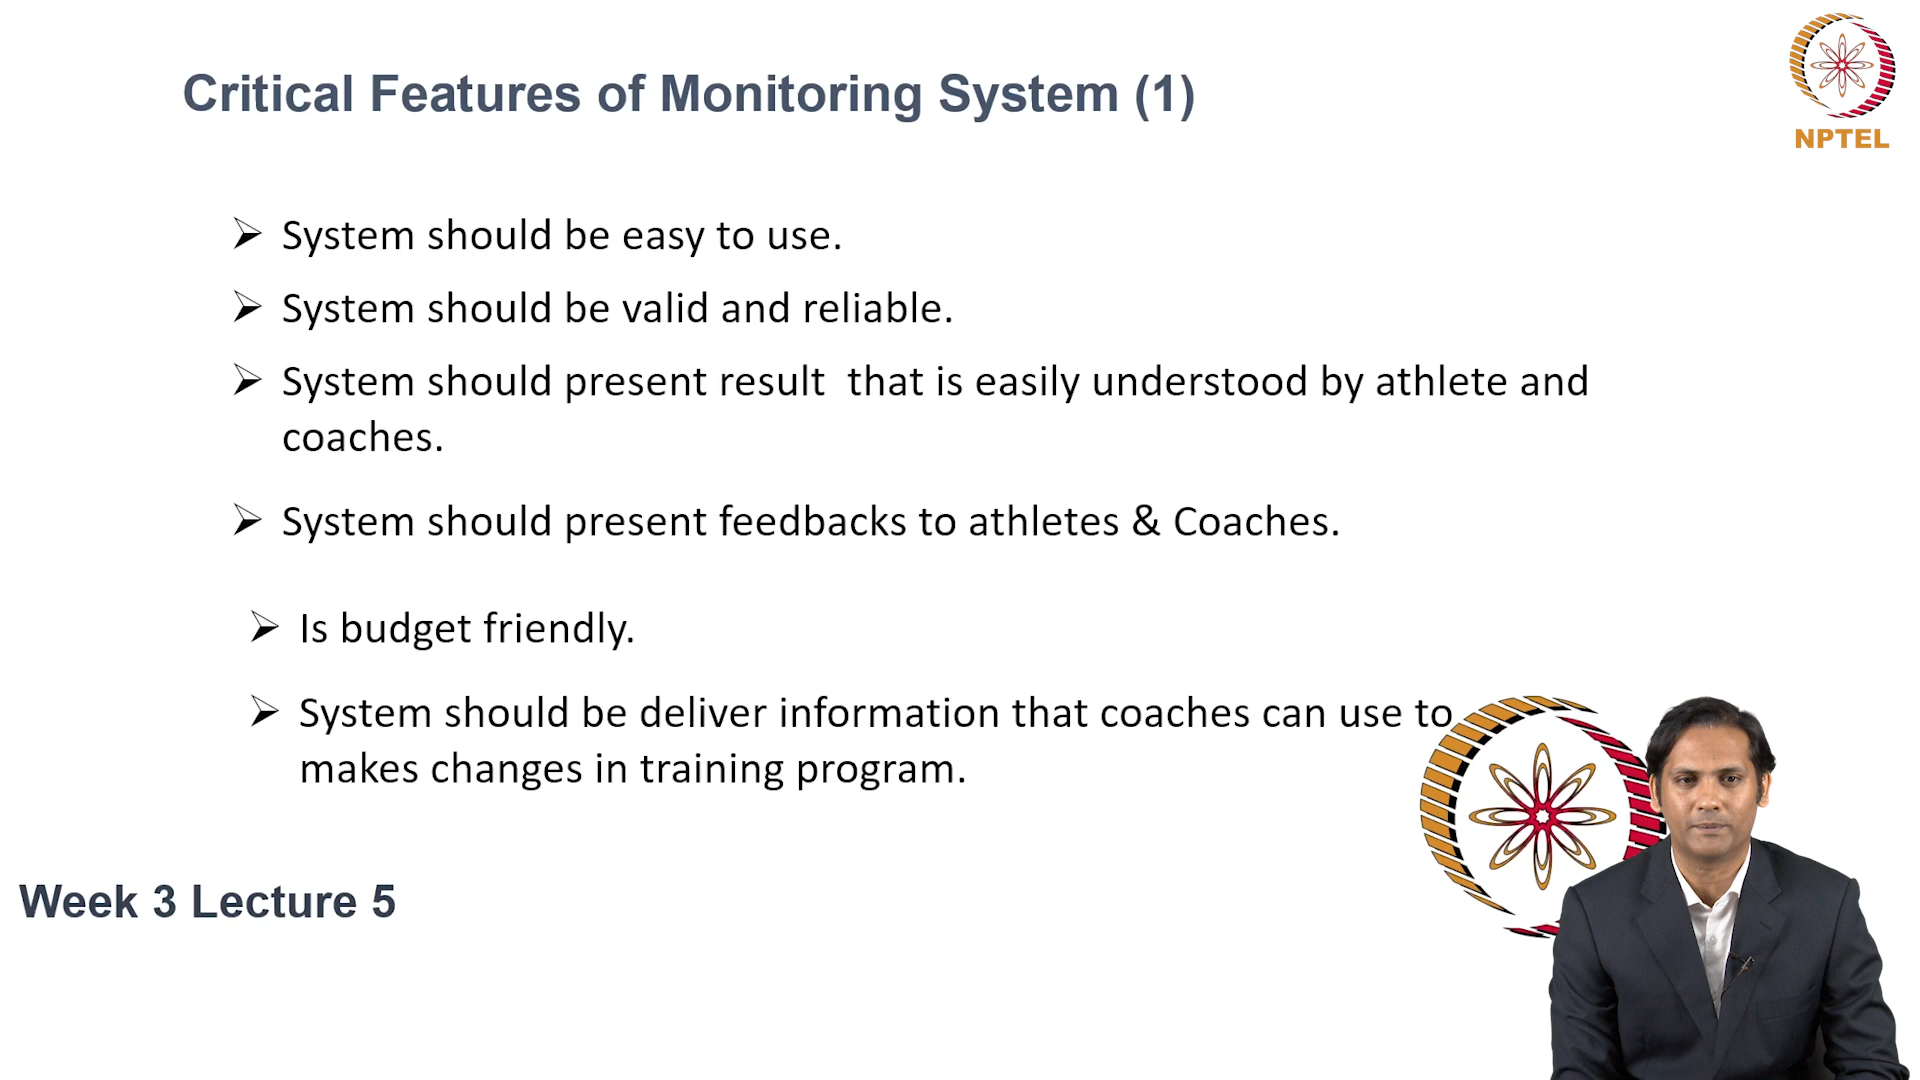 Critical Features of Monitoring System (1)
NPTEL
➢ System should be easy to use.
➢ System should be valid and reliable.
➢ System should present result  that is easily understood by athlete and
coaches.
➢ System should present feedbacks to athletes & Coaches.
➢ Is budget friendly.
➢ System should be deliver information that coaches can use to
makes changes in training program.
Week 3 Lecture 5